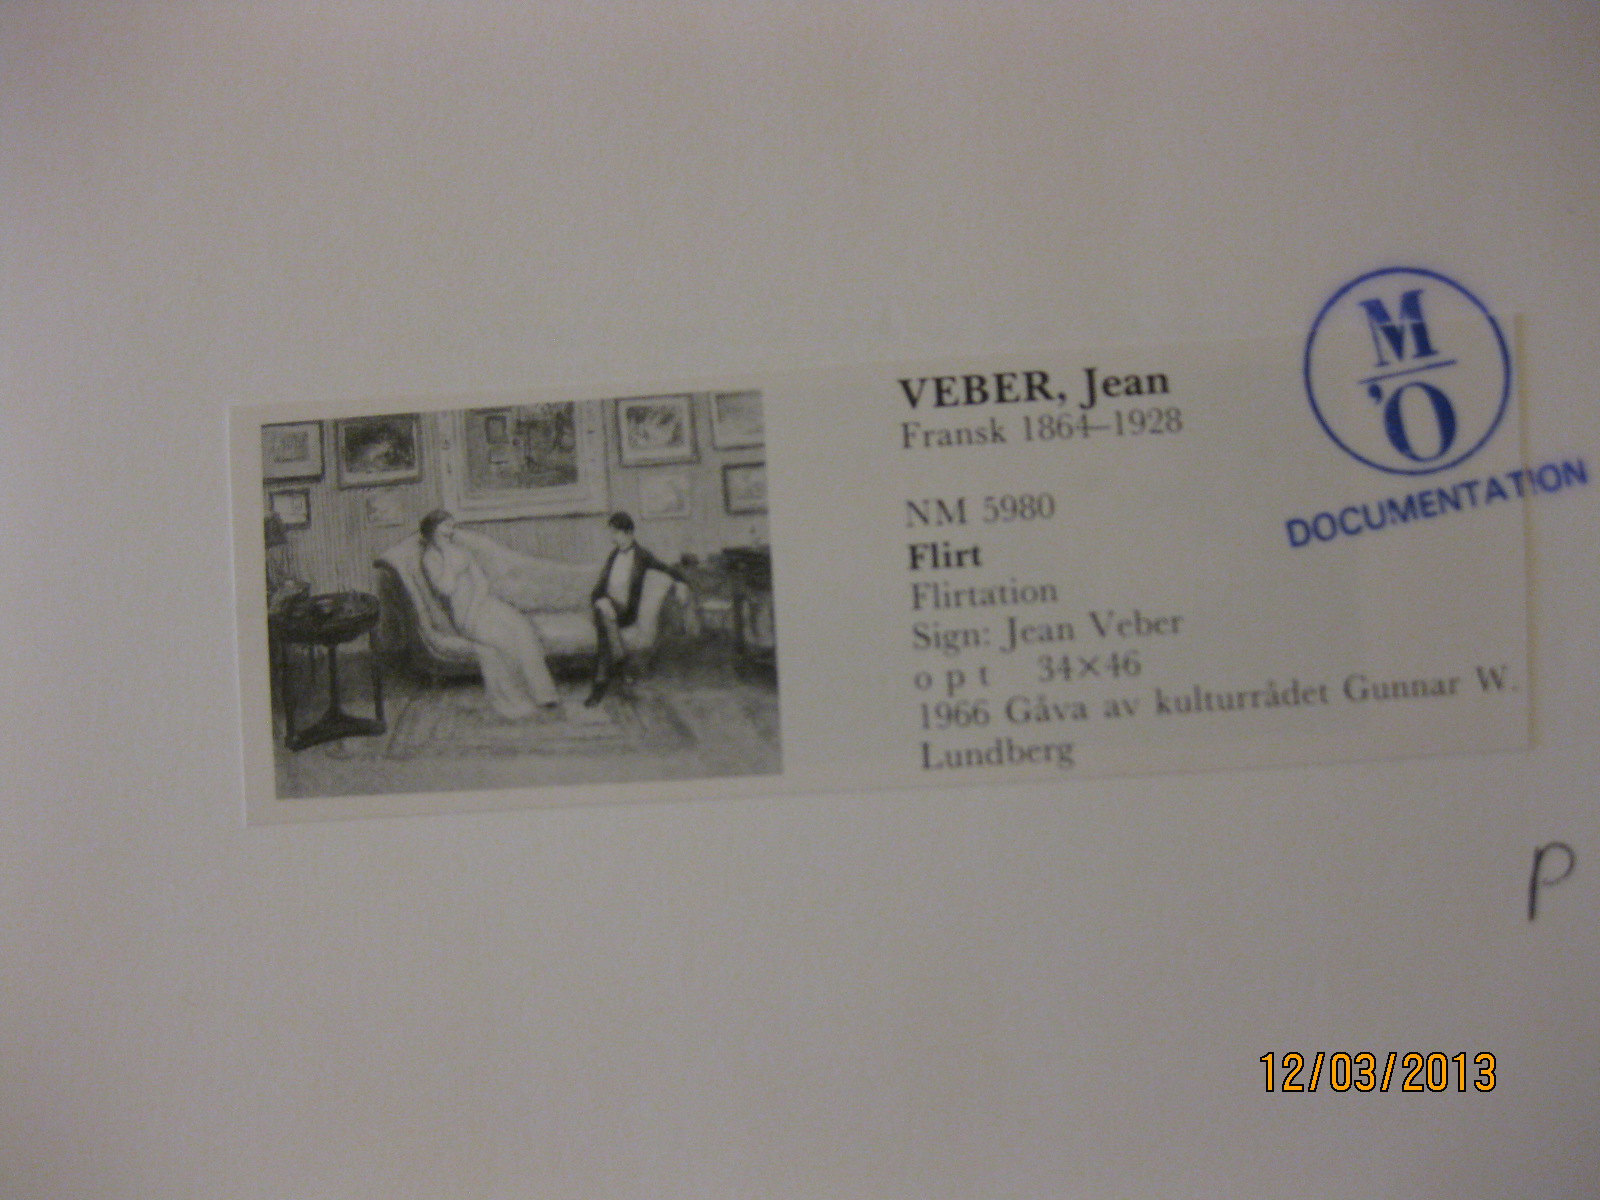 VEBER, Jean
Fransk 1864–1928
NM 5980
Flirt
Flirtation
Sign: Jean Veber
o p t 34×46
1966 Gåva av kulturrådet Gunnar W.
Lundberg
M
'O
DOCUMENTATION
P
12/03/2013